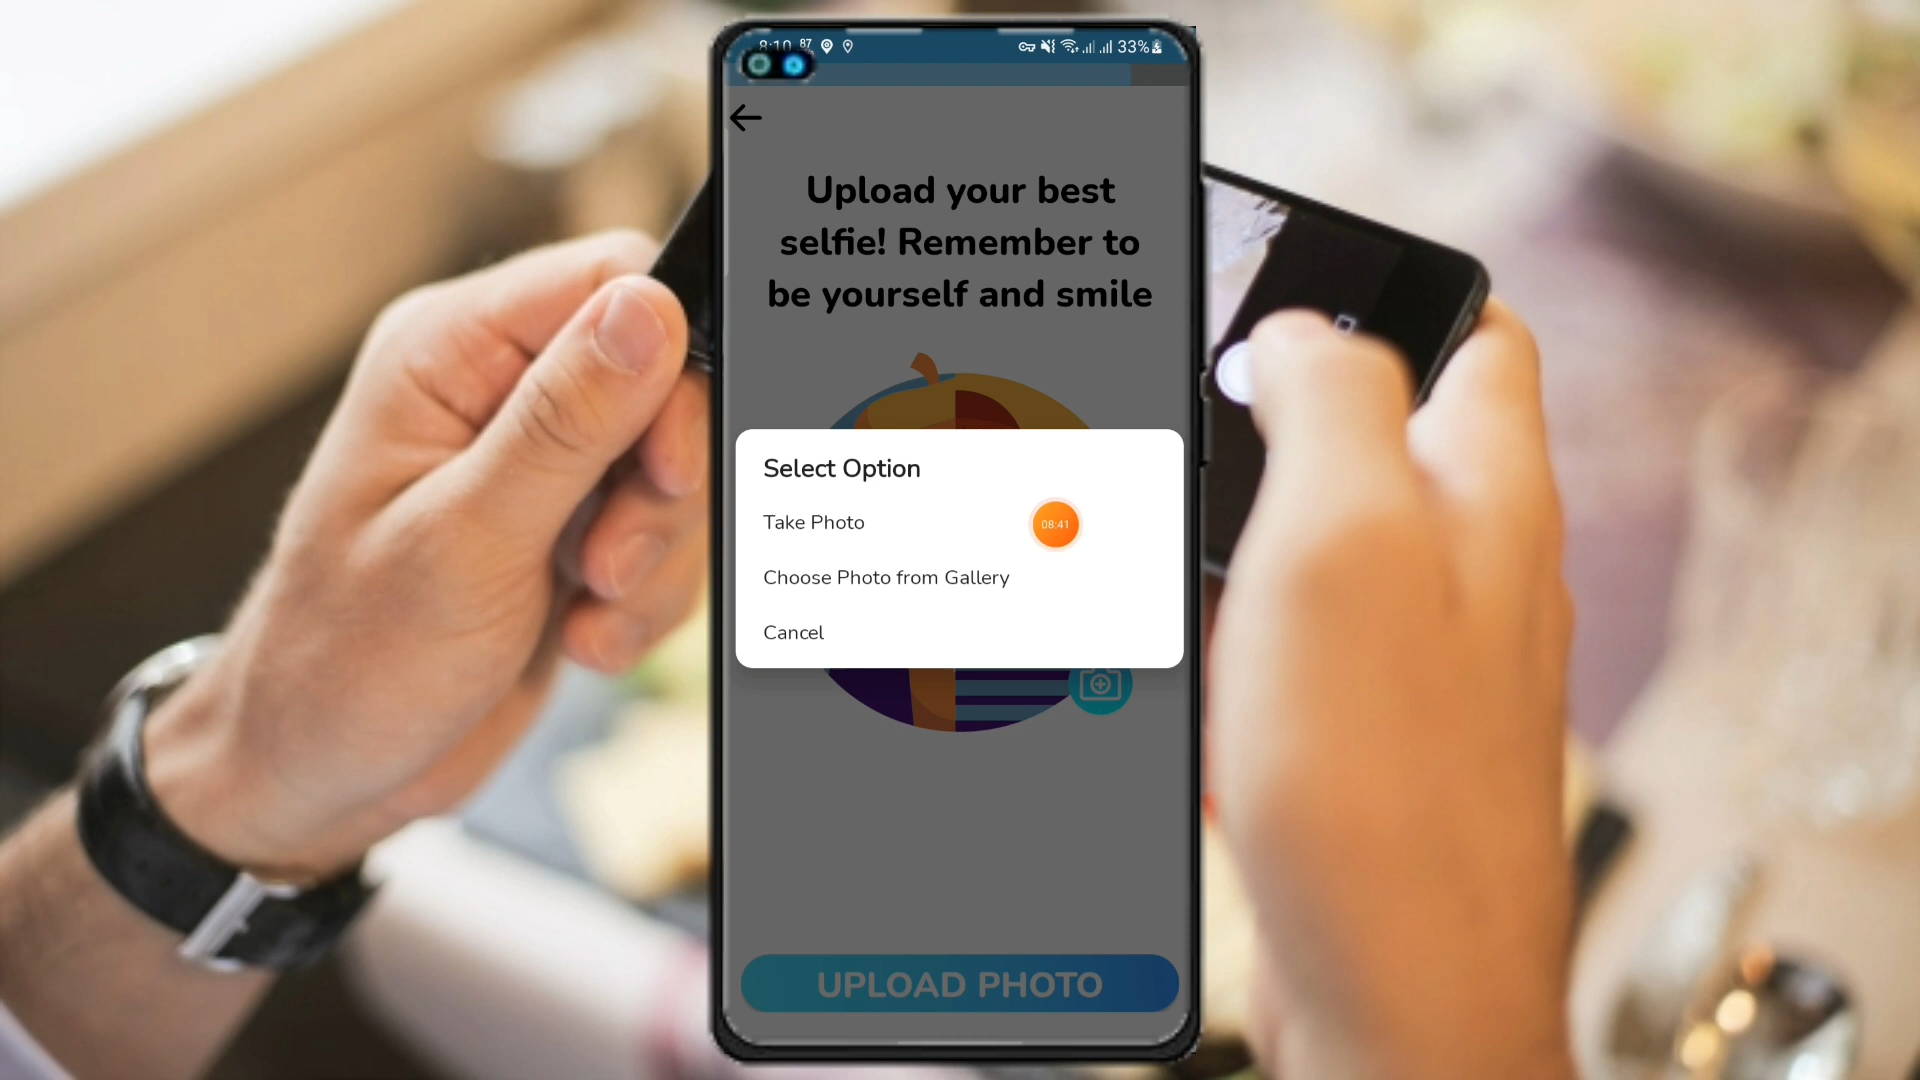 8:10 87 33%
Upload your best
selfie! Remember to
be yourself and smile
Select Option
Take Photo
08:41
Choose Photo from Gallery
Cancel
UPLOAD PHOTO